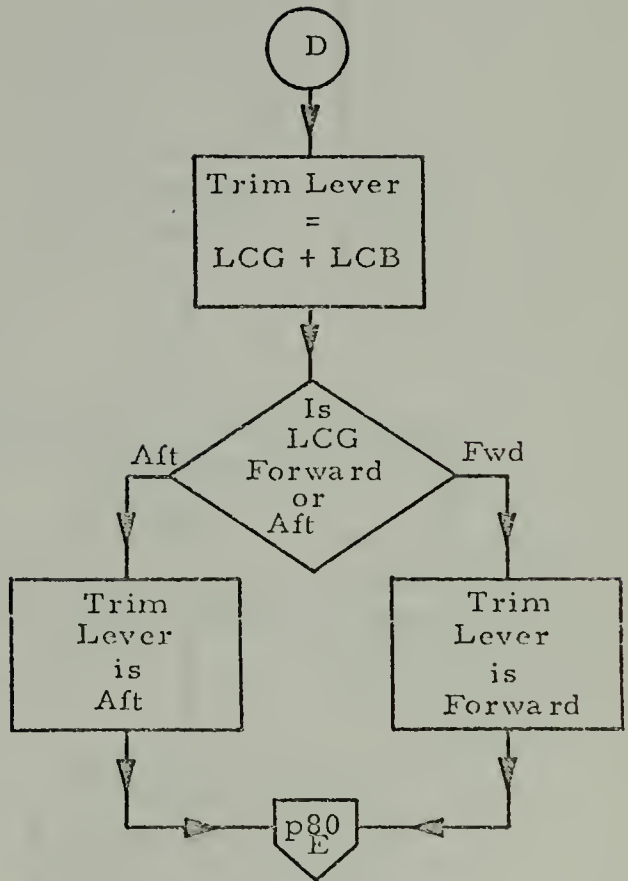 D
Trim Lever
=
LCG + LCB
Is
LCG
Forward
or
Aft
Aft
Fwd
Trim
Lever
is
Aft
Trim
Lever
is
Forward
p80
E